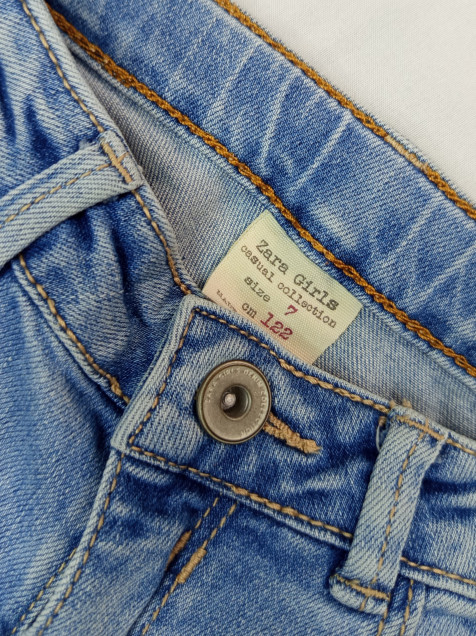 Zara Girls
casual collection
size 7
cm 122